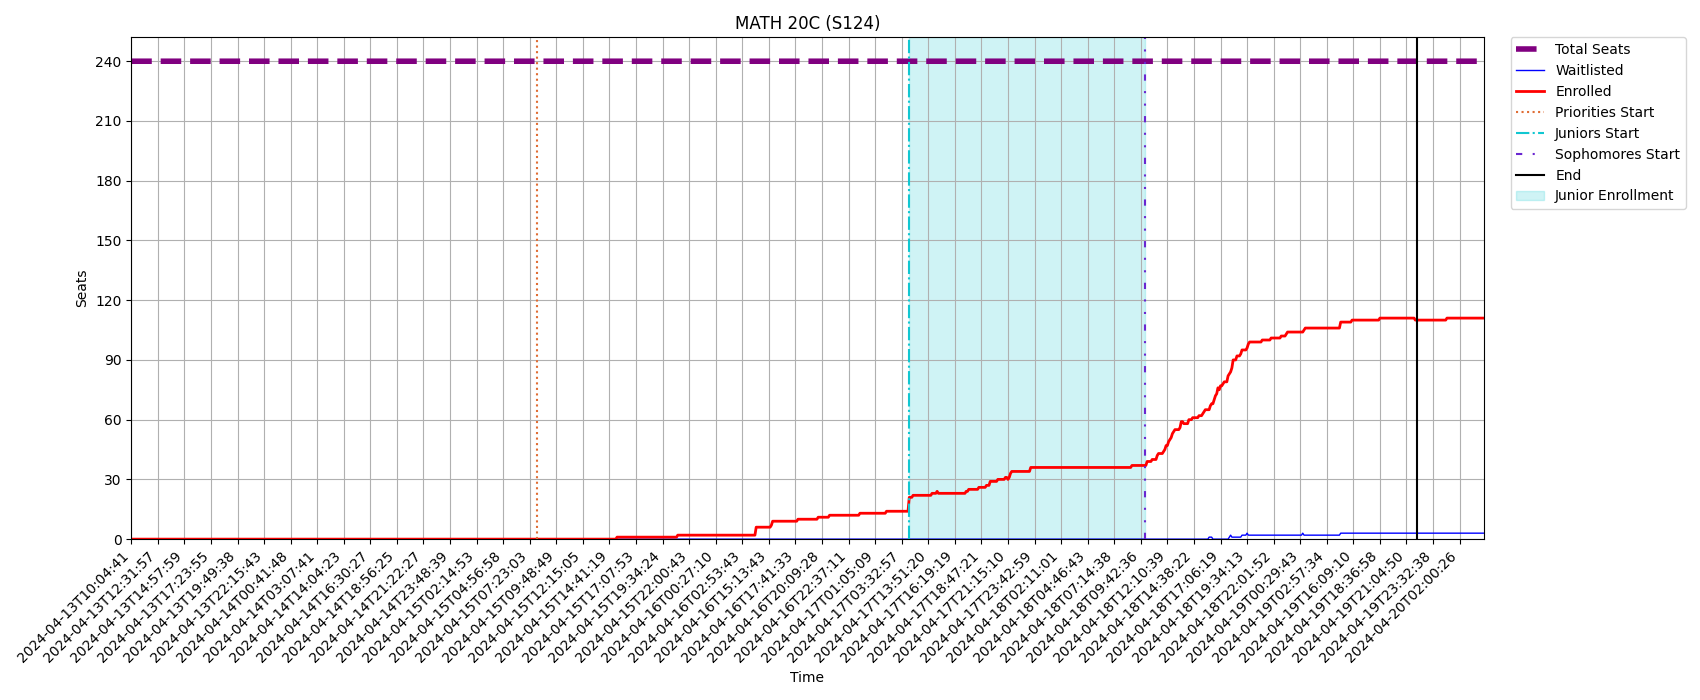 MATH 20C (S124)
Total Seats
Waitlisted
Enrolled
Priorities Start
Juniors Start
Sophomores Start
End
Junior Enrollment
Seats
240
210
180
150
120
90
60
30
0
2024-04-13T10:04:41
2024-04-13T12:31:57
2024-04-13T14:57:59
2024-04-13T17:23:55
2024-04-13T19:49:38
2024-04-13T22:15:43
2024-04-14T00:41:48
2024-04-14T03:07:41
2024-04-14T14:04:23
2024-04-14T16:30:27
2024-04-14T18:56:25
2024-04-14T21:22:27
2024-04-14T23:48:39
2024-04-15T02:14:53
2024-04-15T04:56:58
2024-04-15T07:23:03
2024-04-15T09:48:49
2024-04-15T12:15:05
2024-04-15T14:41:19
2024-04-15T17:07:53
2024-04-15T19:34:24
2024-04-15T22:00:43
2024-04-16T00:27:10
2024-04-16T02:53:43
2024-04-16T15:13:43
2024-04-16T17:41:33
2024-04-16T20:09:28
2024-04-16T22:37:11
2024-04-17T01:05:09
2024-04-17T03:32:57
2024-04-17T13:51:20
2024-04-17T16:19:19
2024-04-17T18:47:21
2024-04-17T21:15:10
2024-04-17T23:42:59
2024-04-18T02:11:01
2024-04-18T04:46:43
2024-04-18T07:14:38
2024-04-18T09:42:36
2024-04-18T12:10:39
2024-04-18T14:38:22
2024-04-18T17:06:19
2024-04-18T19:34:13
2024-04-18T22:01:52
2024-04-19T00:29:43
2024-04-19T02:57:34
2024-04-19T16:09:10
2024-04-19T18:36:58
2024-04-19T21:04:50
2024-04-19T23:32:38
2024-04-20T02:00:26
Time